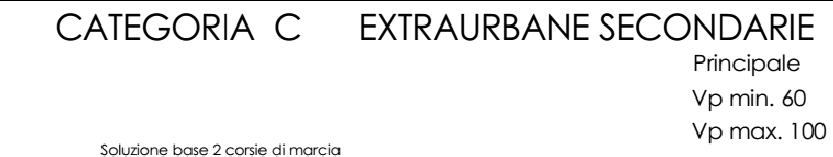 CATEGORIA C EXTRAURBANE SECONDARIE
Principale
Vp min. 60
Vp max. 100
Soluzione base 2 corsie di marcia